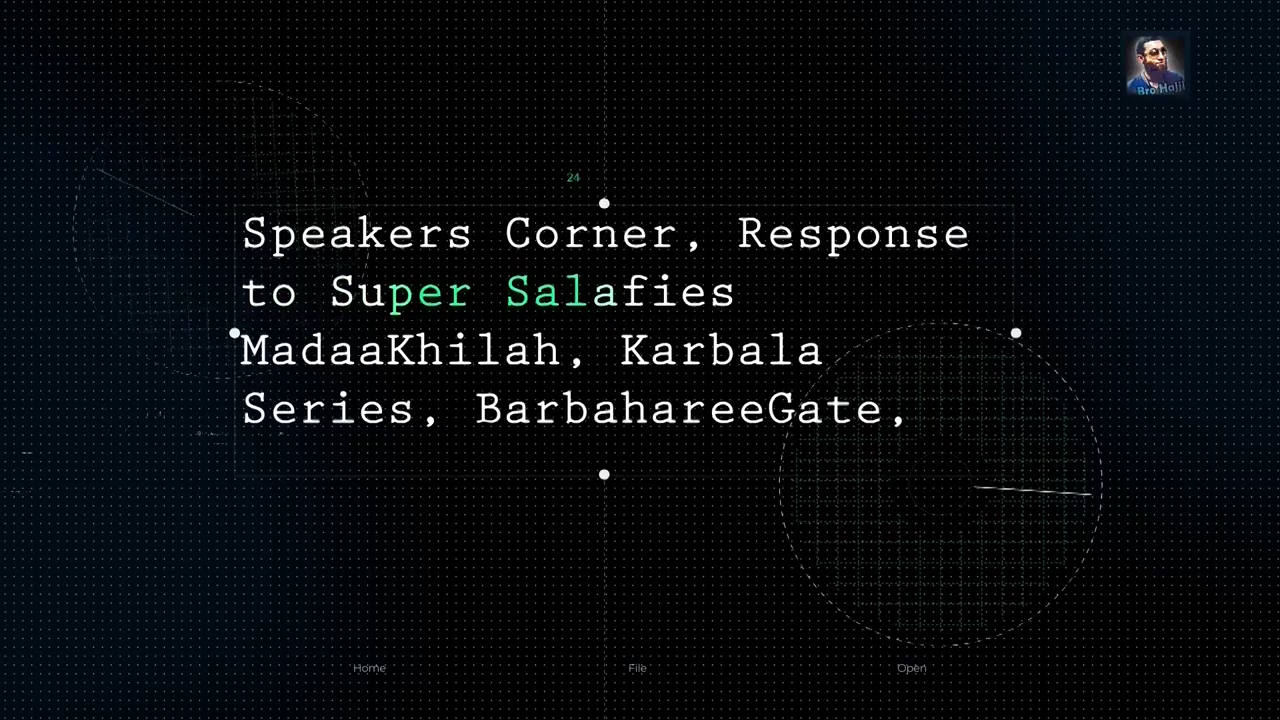 Bro Hajji
24
Speakers Corner, Response
to Super Salafies
MadaaKhilah, Karbala
Series, BarbahareeGate,
Home File Open